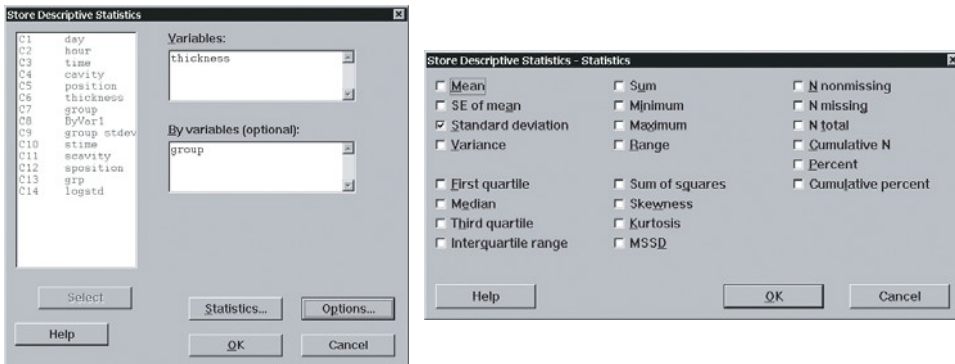 Store Descriptive Statistics
C1 day
C2 hour
C3 time
C4 cavity
C5 position
C6 thickness
C7 group
C8 ByVar1
C9 group stdev
C10 stime
C11 scavity
C12 sposition
C13 grp
C14 logstd
Variables:
thickness
By variables (optional):
group
Select
Statistics...
Options...
Help
OK
Cancel
Store Descriptive Statistics - Statistics
Mean
SE of mean
Standard deviation
Variance
First quartile
Median
Third quartile
Interquartile range
Sum
Minimum
Maximum
Range
Sum of squares
Skewness
Kurtosis
MSSD
N nonmissing
N missing
N total
Cumulative N
Percent
Cumulative percent
Help
OK
Cancel